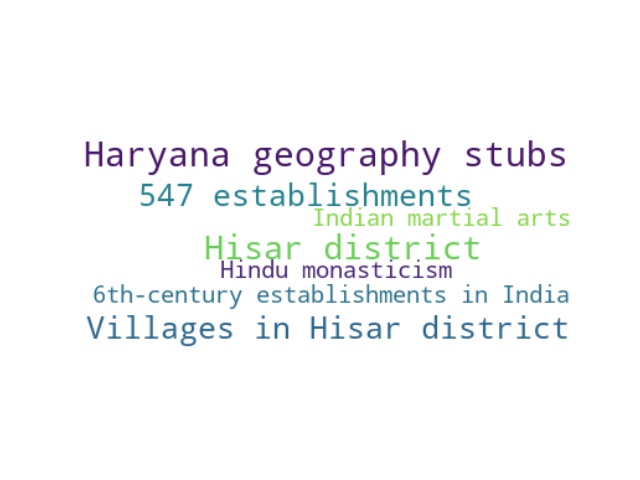 Haryana geography stubs
547 establishments
Indian martial arts
Hisar district
Hindu monasticism
6th-century establishments in India
Villages in Hisar district